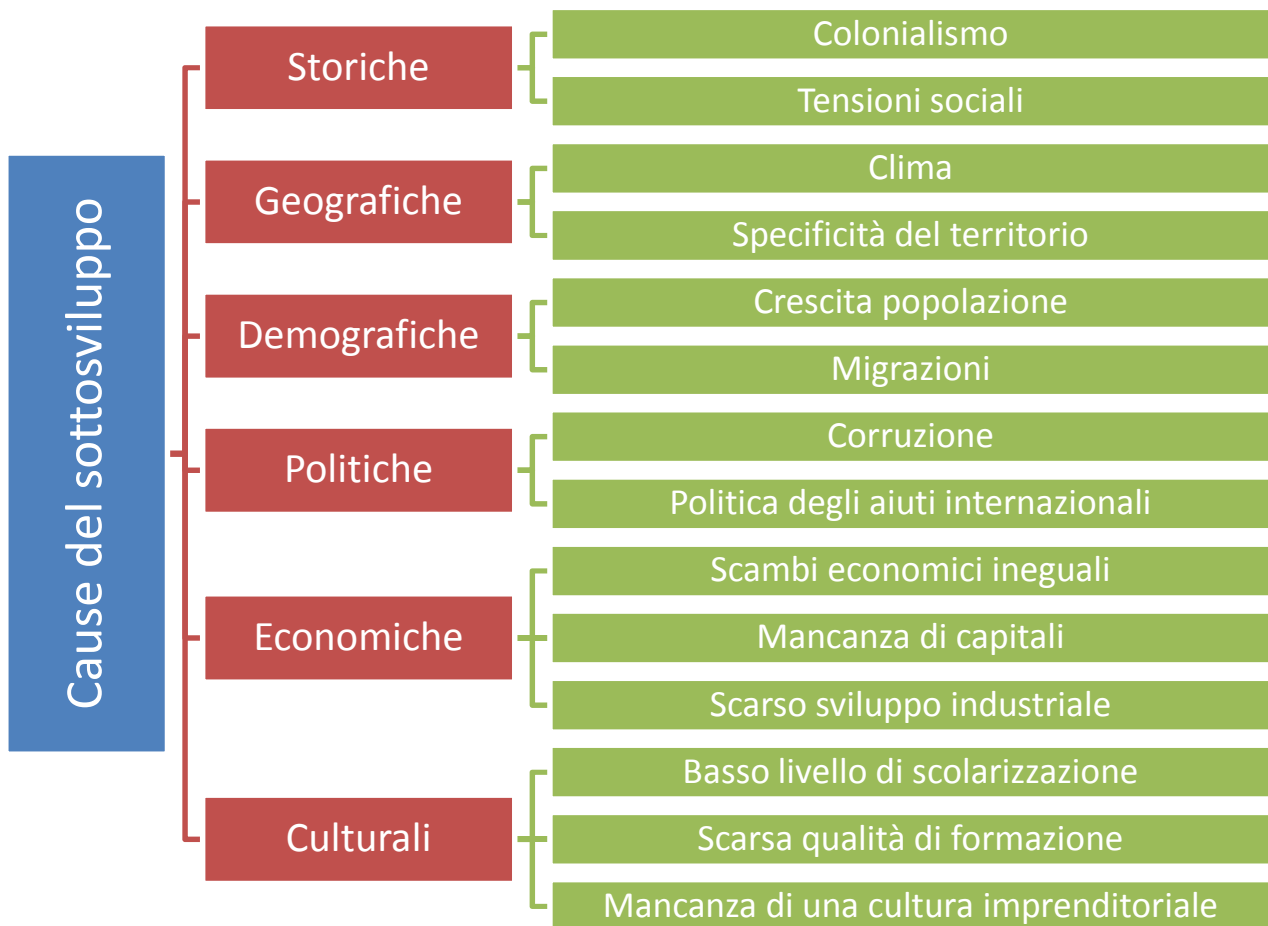 Cause del sottosviluppo
Storiche
Colonialismo
Tensioni sociali
Geografiche
Clima
Specificità del territorio
Demografiche
Crescita popolazione
Migrazioni
Politiche
Corruzione
Politica degli aiuti internazionali
Economiche
Scambi economici ineguali
Mancanza di capitali
Scarso sviluppo industriale
Culturali
Basso livello di scolarizzazione
Scarsa qualità di formazione
Mancanza di una cultura imprenditoriale